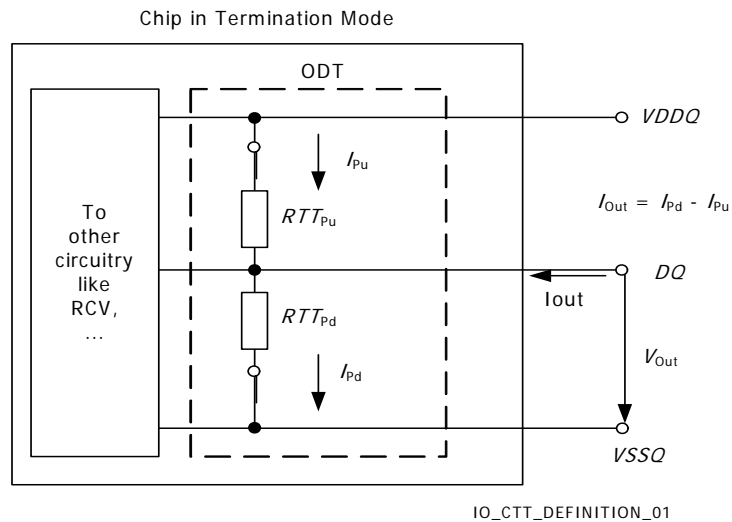 Chip in Termination Mode
ODT
VDDQ
IPu
IOut = IPd - IPu
To
other
circuitry
like
RCV,
...
RTTPu
DQ
Iout
RTTPd
IPd
VOut
VSSQ
IO_CTT_DEFINITION_01